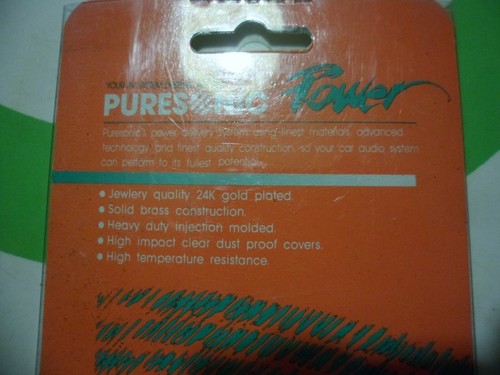 PURESONIC Power
Puresonic's power delivery system using finest materials, advanced
technology and finest quality construction, so your car audio system
can perform to its fullest potential.
• Jewlery quality 24K gold plated.
• Solid brass construction.
• Heavy duty injection molded.
• High impact clear dust proof covers.
• High temperature resistance.